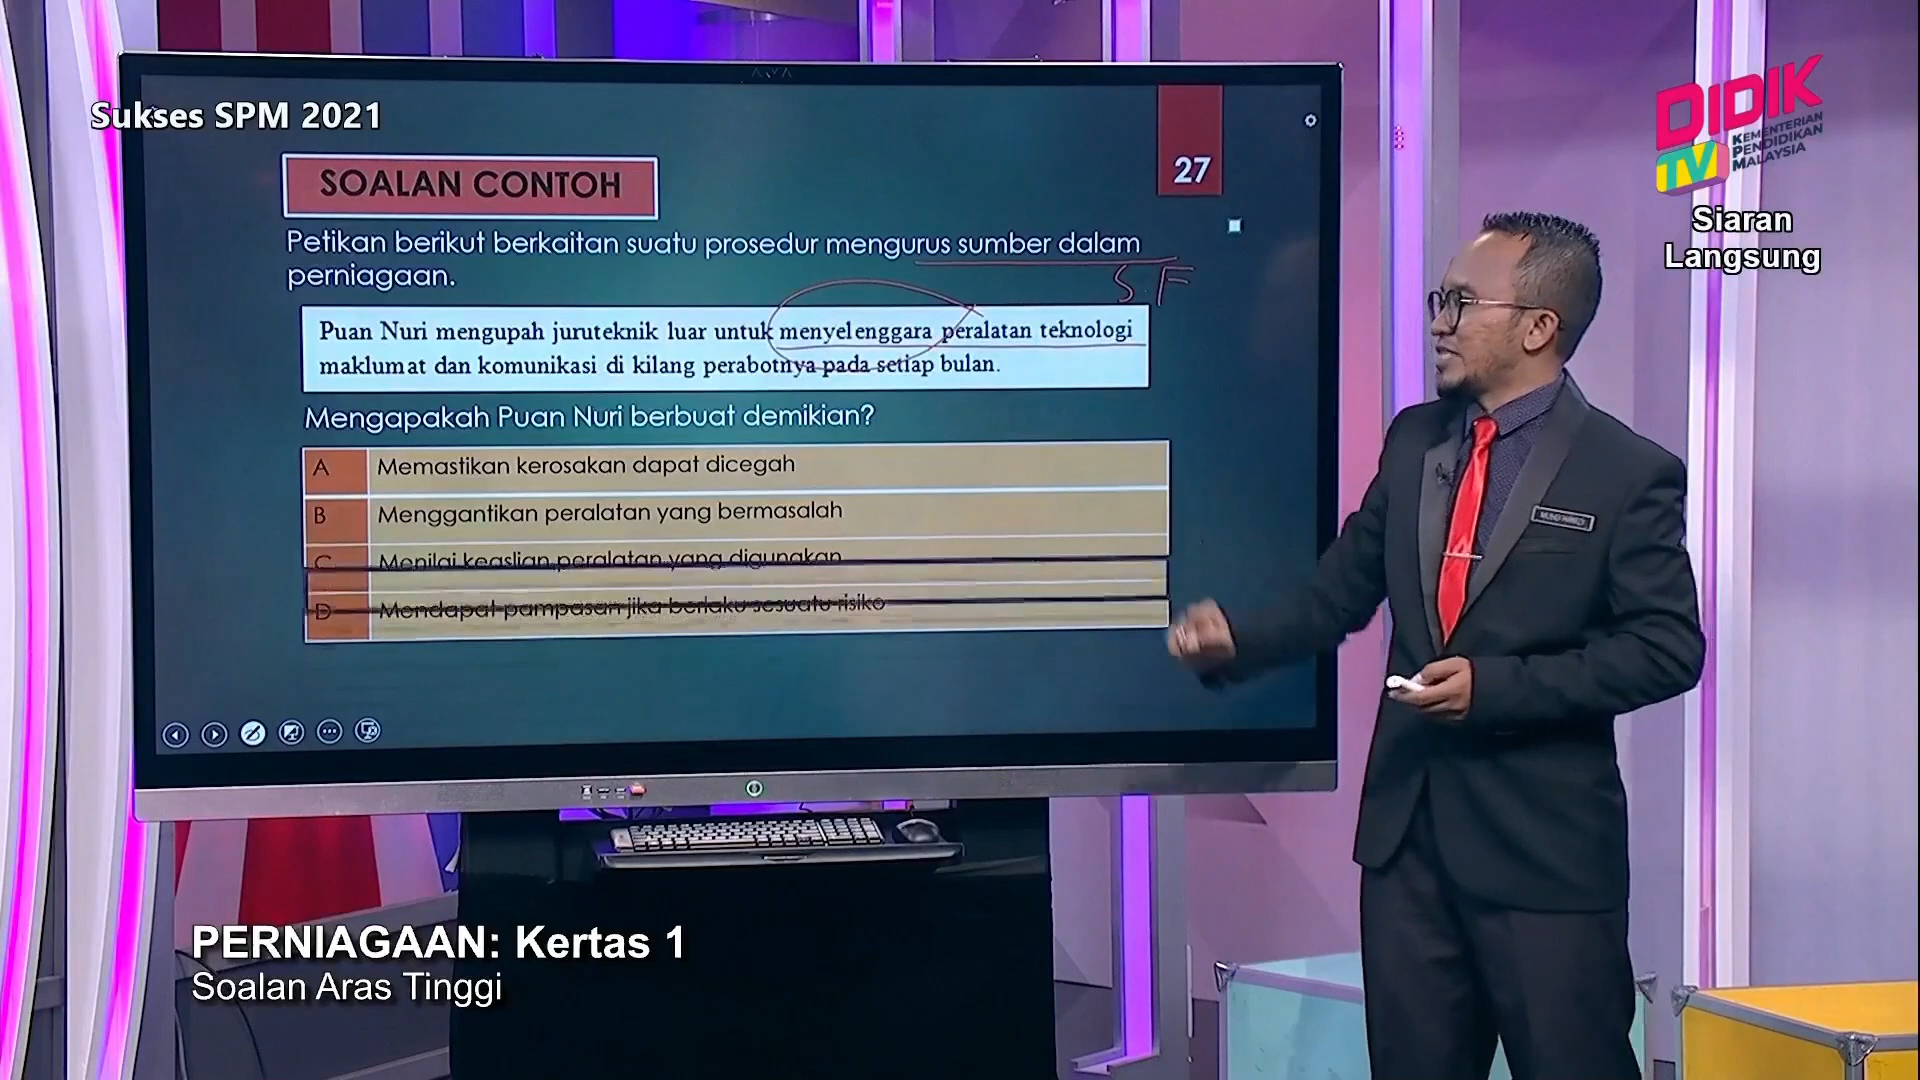 Sukses SPM 2021
DIDIK
TV
KEMENTERIAN
PENDIDIKAN
MALAYSIA
Siaran
Langsung
27
SOALAN CONTOH
Petikan berikut berkaitan suatu prosedur mengurus sumber dalam
perniagaan.
S.F
Puan Nuri mengupah juruteknik luar untuk menyelenggara peralatan teknologi
maklumat dan komunikasi di kilang perabotnya pada setiap bulan.
Mengapakah Puan Nuri berbuat demikian?
A Memastikan kerosakan dapat dicegah
B Menggantikan peralatan yang bermasalah
C Menilai keaslian peralatan yang digunakan
D Mendapat pampasan jika berlaku sesuatu risiko
PERNIAGAAN: Kertas 1
Soalan Aras Tinggi